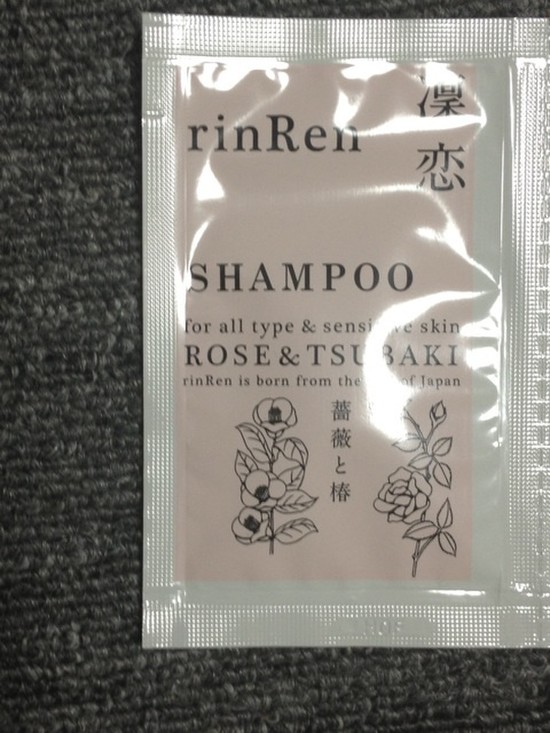 rinRen
凜恋
SHAMPOO
for all type & sensitive skin
ROSE&TSUBAKI
rinRen is born from the of Japan
薔薇と椿